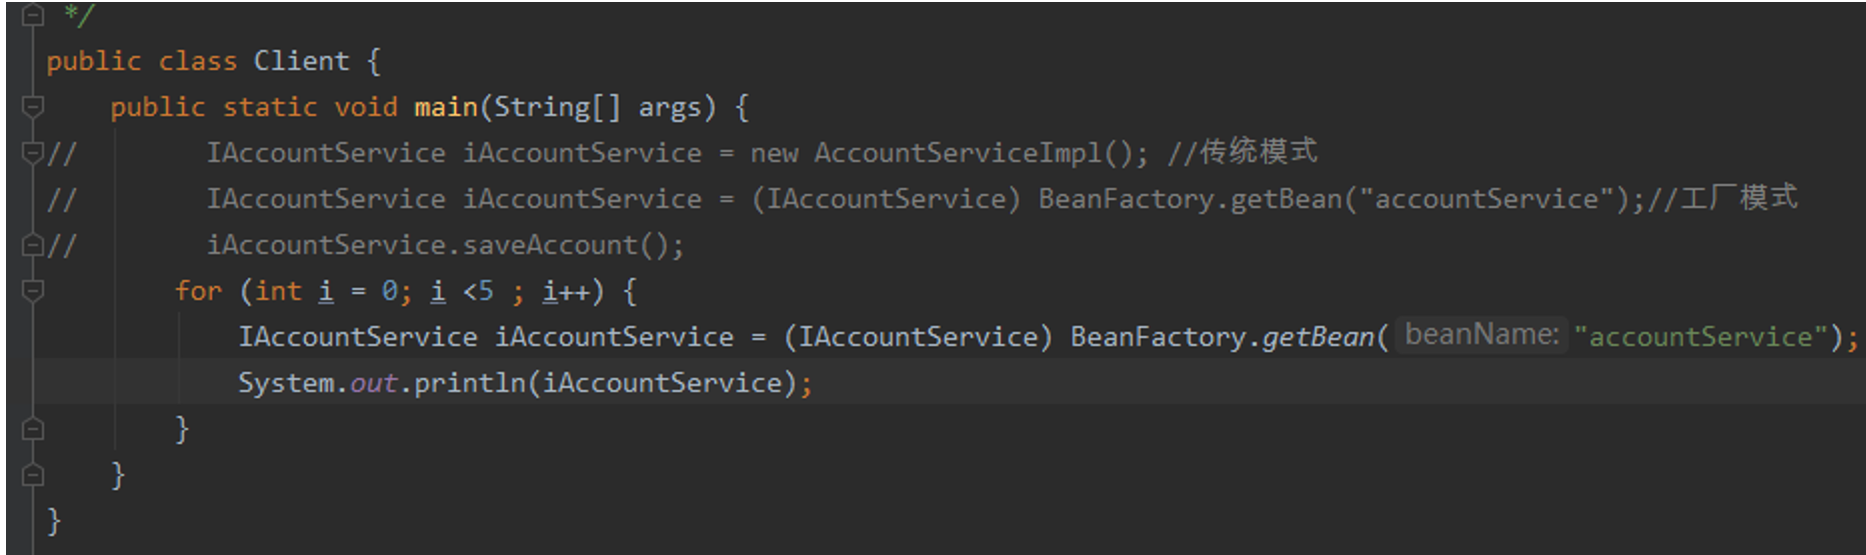 */
public class Client {
    public static void main(String[] args) {
//        IAccountService iAccountService = new AccountServiceImpl(); //传统模式
//        IAccountService iAccountService = (IAccountService) BeanFactory.getBean("accountService");//工厂模式
//        iAccountService.saveAccount();
        for (int i = 0; i <5 ; i++) {
            IAccountService iAccountService = (IAccountService) BeanFactory.getBean( beanName: "accountService");
            System.out.println(iAccountService);
        }
    }
}